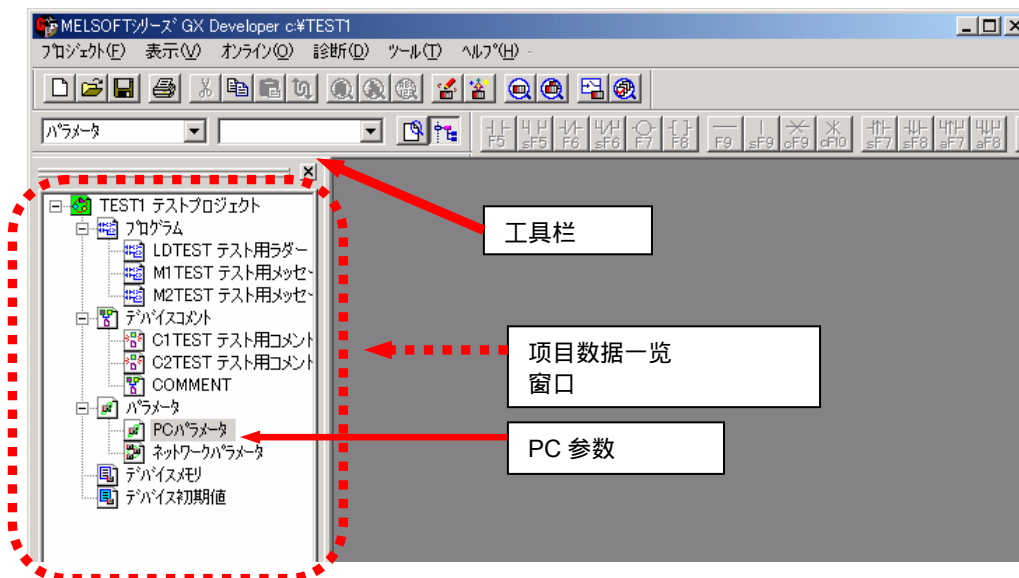 MELSOFTｼﾘｰｽﾞ GX Developer c:¥TEST1
ﾌﾟﾛｼﾞｪｸﾄ(F) 表示(V) ｵﾝﾗｲﾝ(O) 診断(D) ﾂｰﾙ(T) ﾍﾙﾌﾟ(H)
ﾊﾟﾗﾒｰﾀ
F5 sF5 F6 sF6 F7 F8 F9 sF9 cF9 cF10 sF7 sF8 aF7 aF8
TEST1 テストプロジェクト
ﾌﾟﾛｸﾞﾗﾑ
LDTEST テスト用ラダー
M1TEST テスト用メッセｰ
M2TEST テスト用メッセｰ
ﾃﾞﾊﾞｲｽｺﾒﾝﾄ
C1TEST テスト用コメント
C2TEST テスト用コメント
COMMENT
ﾊﾟﾗﾒｰﾀ
PCﾊﾟﾗﾒｰﾀ
ﾈｯﾄﾜｰｸﾊﾟﾗﾒｰﾀ
ﾃﾞﾊﾞｲｽﾒﾓﾘ
ﾃﾞﾊﾞｲｽ初期値
工具栏
项目数据一览
窗口
PC 参数